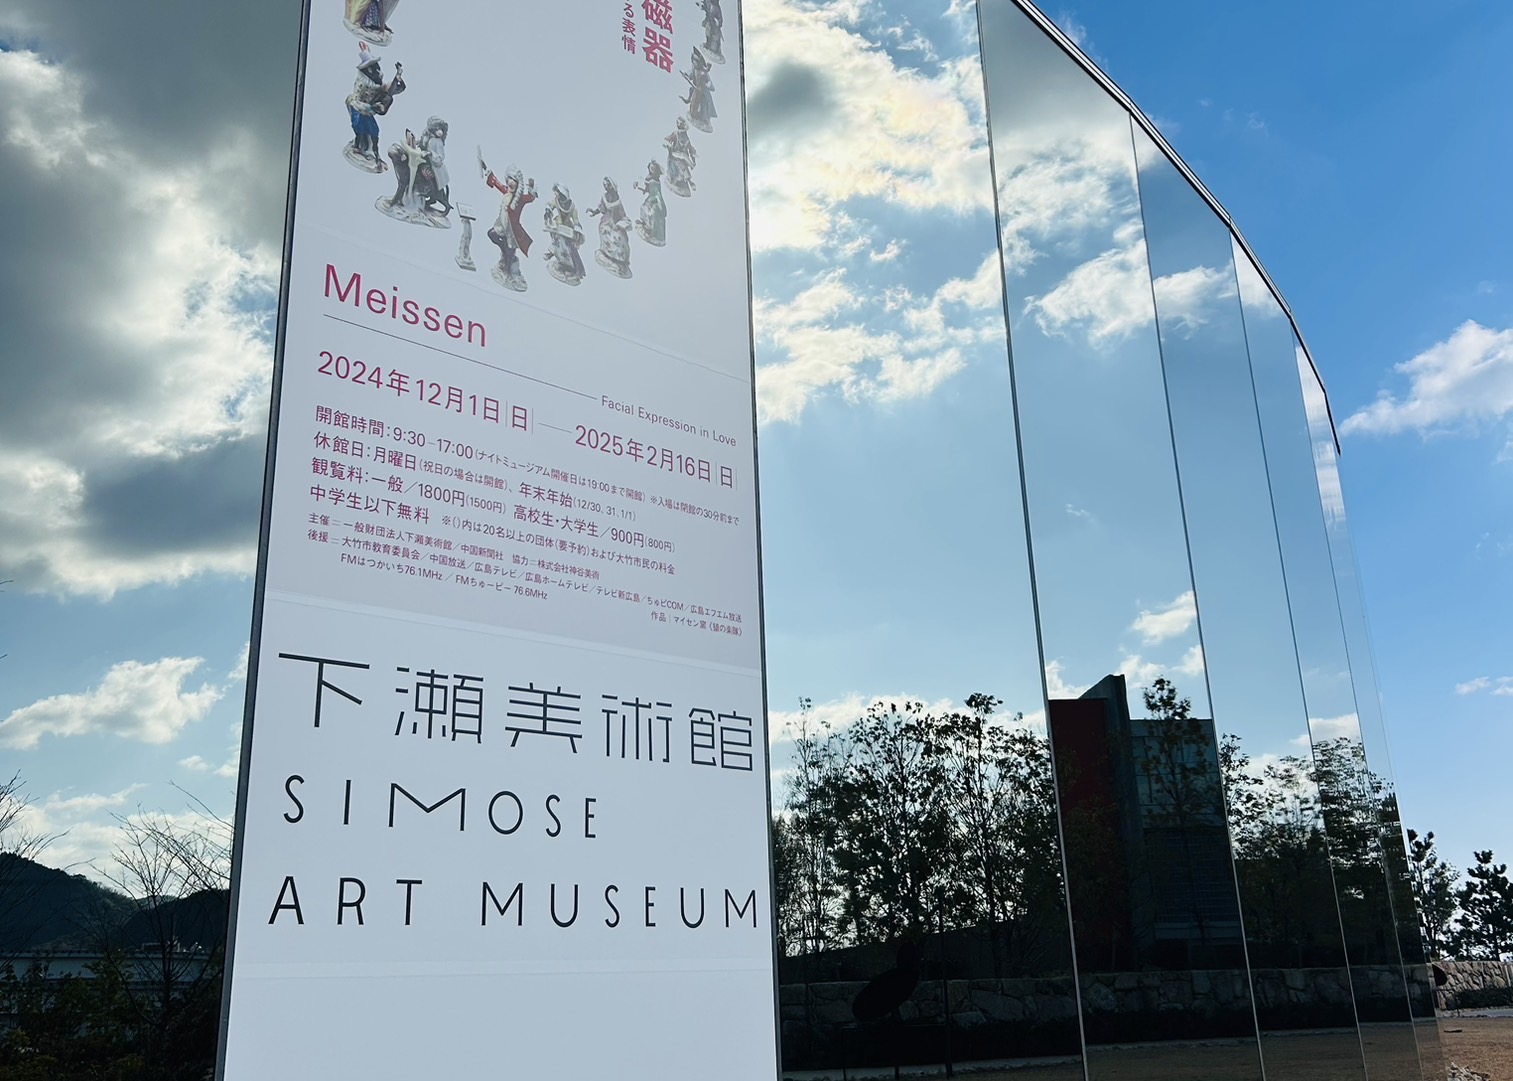 磁器
る表情
Meissen
Facial Expression in Love
2024年12月1日|日|——2025年2月16日|日|
開館時間:9:30–17:00(ナイトミュージアム開催日は19:00まで開館) ※入場は閉館の30分前まで
休館日:月曜日(祝日の場合は開館)、年末年始(12/30、31、1/1)
観覧料:一般/1800円(1500円) 高校生・大学生/900円(800円)
中学生以下無料 ※()内は20名以上の団体(要予約)および大竹市民の料金
主催=一般財団法人下瀬美術館/中国新聞社 協力=株式会社神谷美術
後援=大竹市教育委員会/中国放送/広島テレビ/広島ホームテレビ/テレビ新広島/ちゅピCOM/広島エフエム放送
FMはつかいち76.1MHz/FMちゅーピー76.6MHz
作品|マイセン窯《猿の楽隊》
下瀬美術館
SIMOSE
ART MUSEUM